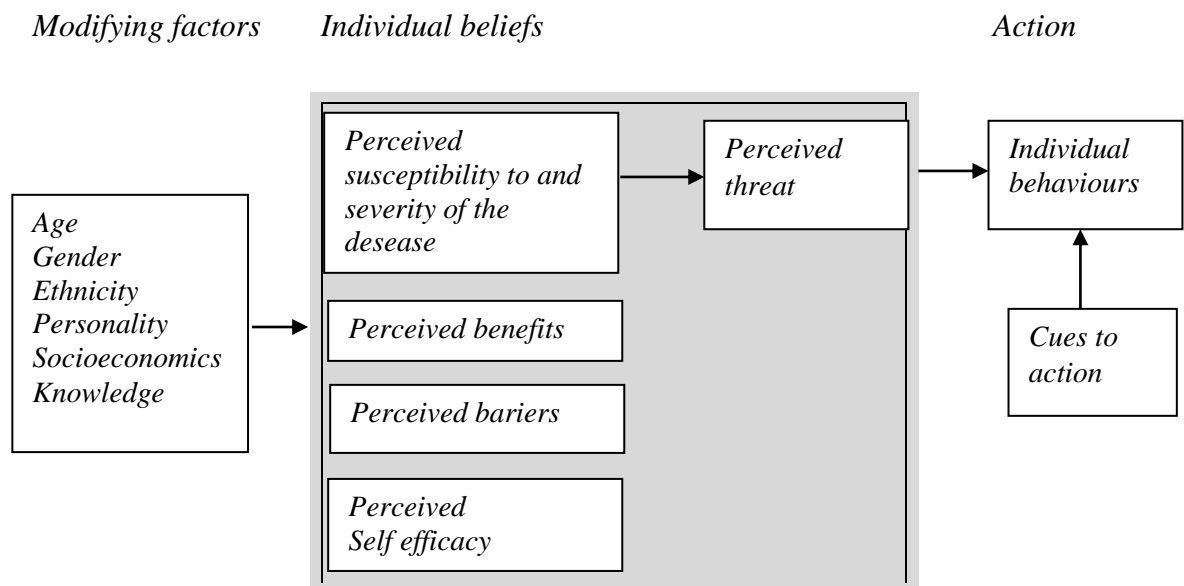 Modifying factors
Individual beliefs
Action
Age
Gender
Ethnicity
Personality
Socioeconomics
Knowledge
Perceived
susceptibility to and
severity of the
desease
Perceived benefits
Perceived bariers
Perceived
Self efficacy
Perceived
threat
Individual
behaviours
Cues to
action